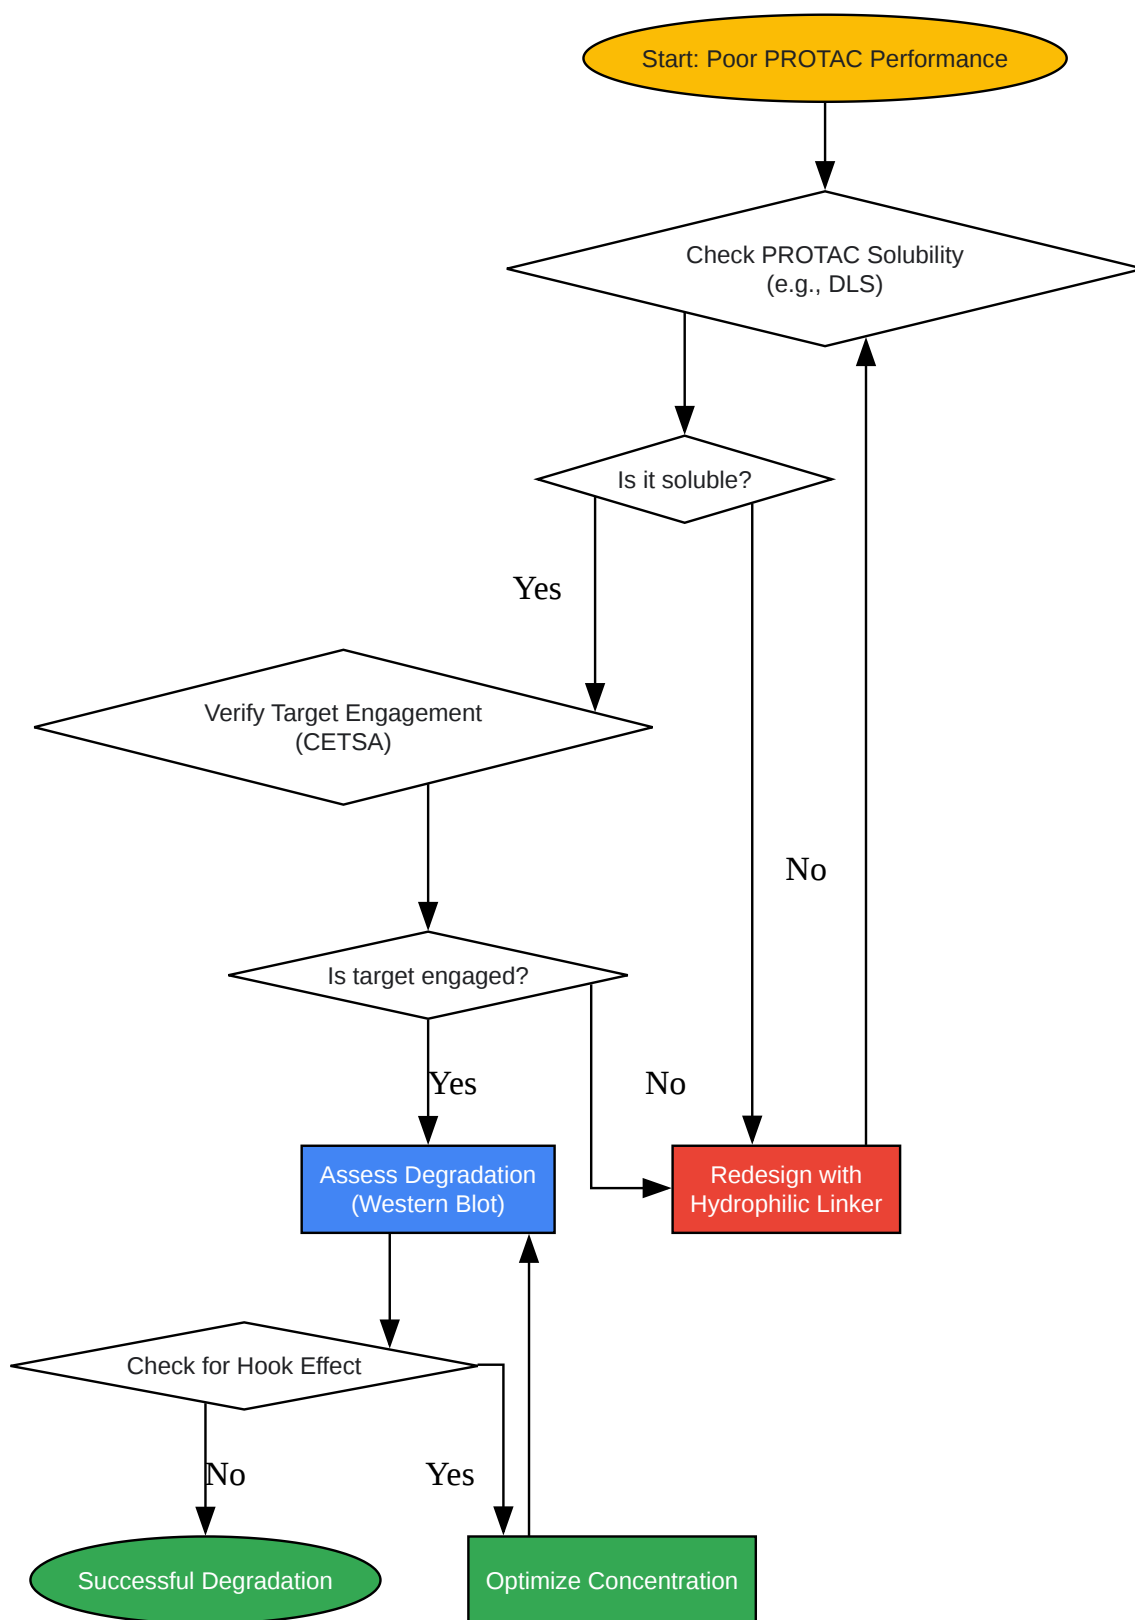 Start: Poor PROTAC Performance
Check PROTAC Solubility
(e.g., DLS)
Is it soluble?
Yes
Verify Target Engagement
(CETSA)
No
Is target engaged?
Yes
No
Assess Degradation
(Western Blot)
Redesign with
Hydrophilic Linker
Check for Hook Effect
No
Yes
Successful Degradation
Optimize Concentration